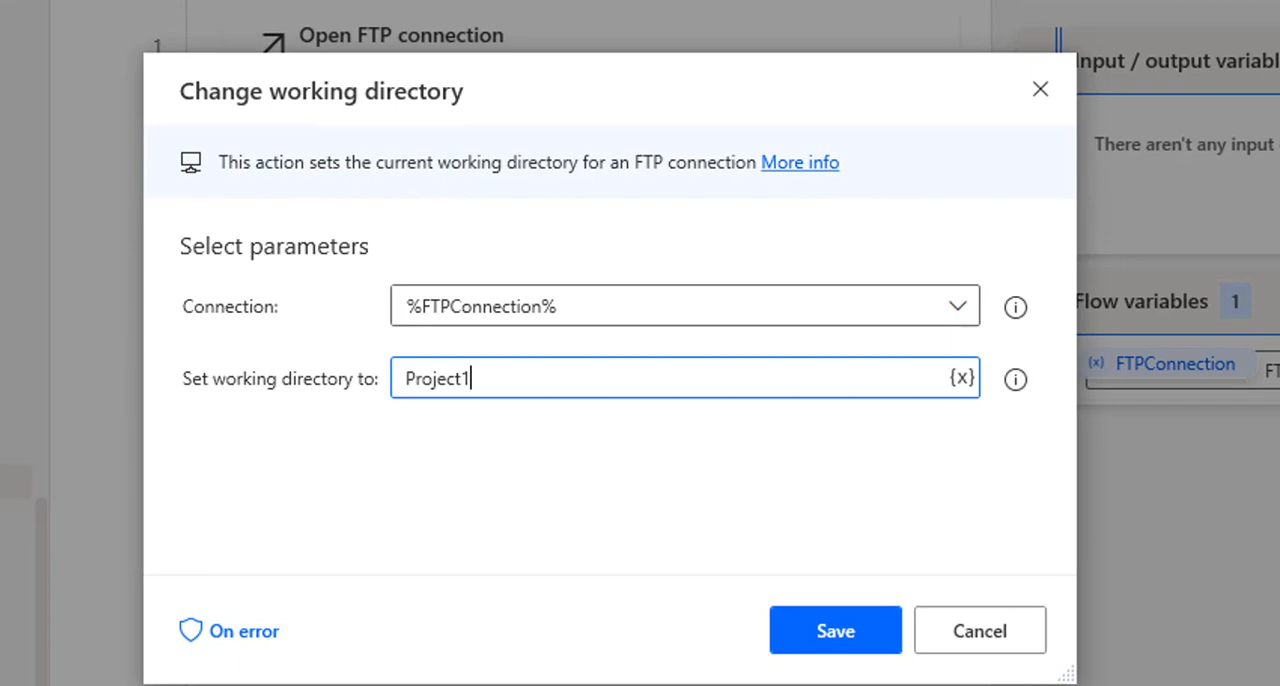 1
Open FTP connection
Input / output variabl
Change working directory
There aren't any input
This action sets the current working directory for an FTP connection More info
Select parameters
Connection: %FTPConnection%
Flow variables 1
(x) FTPConnection FT
Set working directory to: Project1 {x}
On error
Save
Cancel